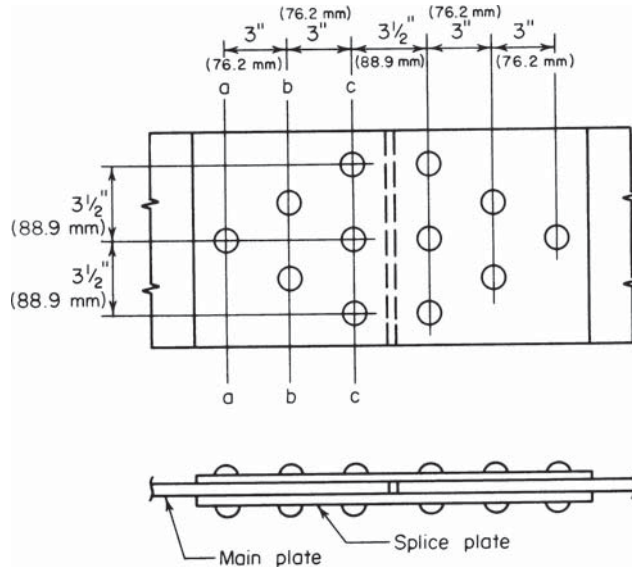 (76.2 mm) (76.2 mm)
3" 3" 3½" 3" 3"
(76.2 mm) (88.9 mm) (76.2 mm)
a b c
3½"
(88.9 mm)
3½"
(88.9 mm)
a b c
Main plate
Splice plate